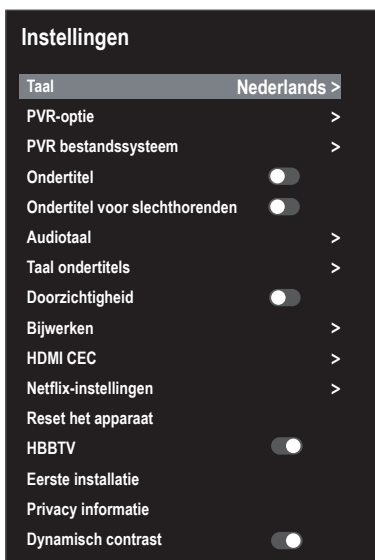 Instellingen
Taal Nederlands >
PVR-optie >
PVR bestandssysteem >
Ondertitel
Ondertitel voor slechthorenden
Audiotaal >
Taal ondertitels >
Doorzichtigheid
Bijwerken >
HDMI CEC >
Netflix-instellingen >
Reset het apparaat
HBBTV
Eerste installatie
Privacy informatie
Dynamisch contrast